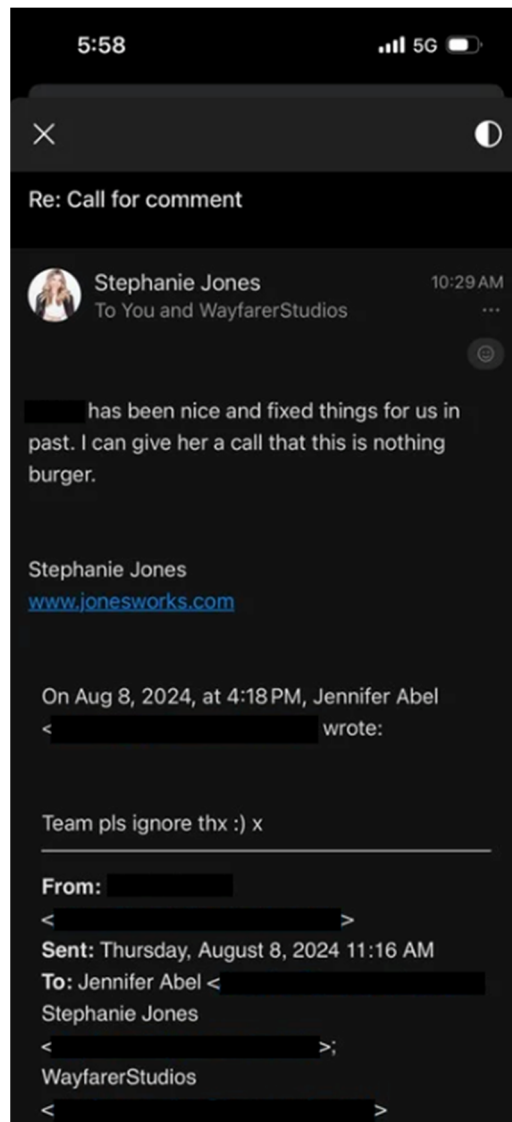 5:58
5G
Re: Call for comment
Stephanie Jones
10:29 AM
To You and WayfarerStudios
has been nice and fixed things for us in
past. I can give her a call that this is nothing
burger.
Stephanie Jones
www.jonesworks.com
On Aug 8, 2024, at 4:18 PM, Jennifer Abel
< wrote:
Team pls ignore thx :) x
From:
< >
Sent: Thursday, August 8, 2024 11:16 AM
To: Jennifer Abel <
Stephanie Jones
< >;
WayfarerStudios
< >